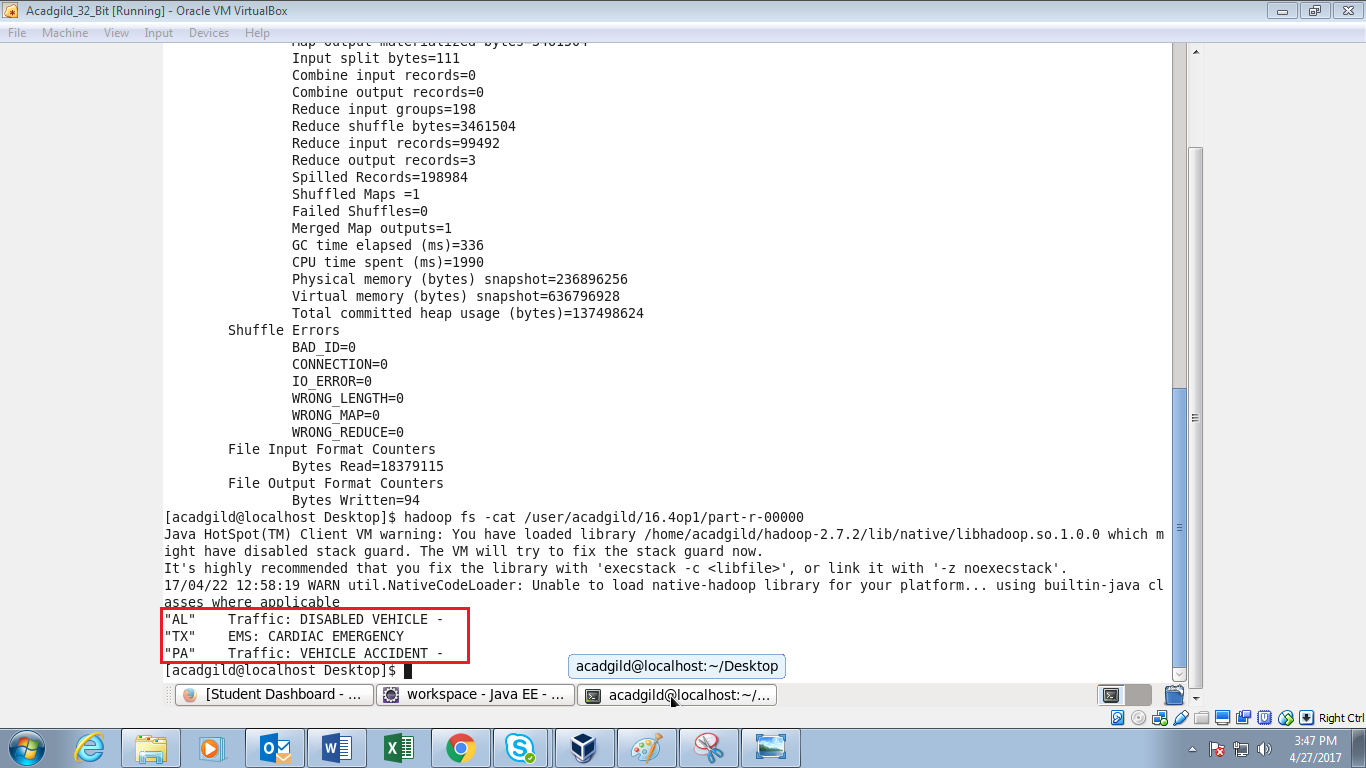 Acadgild_32_Bit [Running] - Oracle VM VirtualBox
File Machine View Input Devices Help
Map output materialized bytes=3461504
Input split bytes=111
Combine input records=0
Combine output records=0
Reduce input groups=198
Reduce shuffle bytes=3461504
Reduce input records=99492
Reduce output records=3
Spilled Records=198984
Shuffled Maps =1
Failed Shuffles=0
Merged Map outputs=1
GC time elapsed (ms)=336
CPU time spent (ms)=1990
Physical memory (bytes) snapshot=236896256
Virtual memory (bytes) snapshot=636796928
Total committed heap usage (bytes)=137498624
Shuffle Errors
BAD_ID=0
CONNECTION=0
IO_ERROR=0
WRONG_LENGTH=0
WRONG_MAP=0
WRONG_REDUCE=0
File Input Format Counters
Bytes Read=18379115
File Output Format Counters
Bytes Written=94
[acadgild@localhost Desktop]$ hadoop fs -cat /user/acadgild/16.4op1/part-r-00000
Java HotSpot(TM) Client VM warning: You have loaded library /home/acadgild/hadoop-2.7.2/lib/native/libhadoop.so.1.0.0 which m
ight have disabled stack guard. The VM will try to fix the stack guard now.
It's highly recommended that you fix the library with 'execstack -c <libfile>', or link it with '-z noexecstack'.
17/04/22 12:58:19 WARN util.NativeCodeLoader: Unable to load native-hadoop library for your platform... using builtin-java cl
asses where applicable
"AL" Traffic: DISABLED VEHICLE -
"TX" EMS: CARDIAC EMERGENCY
"PA" Traffic: VEHICLE ACCIDENT -
[acadgild@localhost Desktop]$
acadgild@localhost:~/Desktop
[Student Dashboard - ... workspace - Java EE - ... acadgild@localhost:~/...
Right Ctrl
3:47 PM
4/27/2017